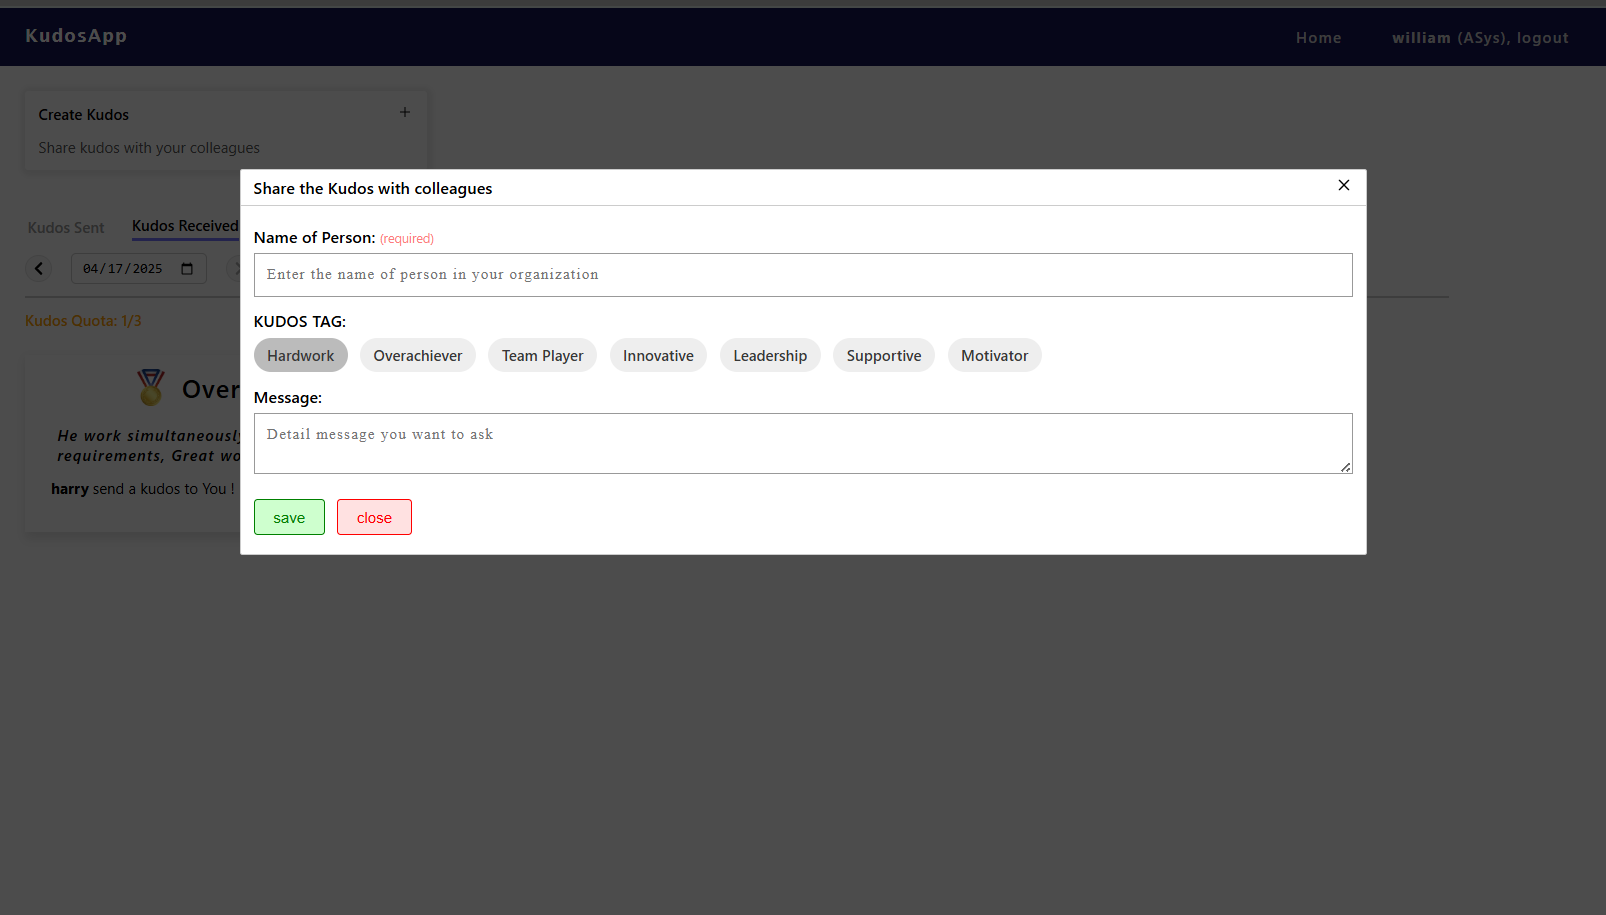 KudosApp
Home
william (ASys), logout
Create Kudos
+
Share kudos with your colleagues
Share the Kudos with colleagues
Kudos Sent
Kudos Received
04/17/2025
Kudos Quota: 1/3
Name of Person: (required)
Enter the name of person in your organization
KUDOS TAG:
Hardwork Overachiever Team Player Innovative Leadership Supportive Motivator
Message:
Detail message you want to ask
save close
Over
He work simultaneously
requirements, Great wo
harry send a kudos to You !